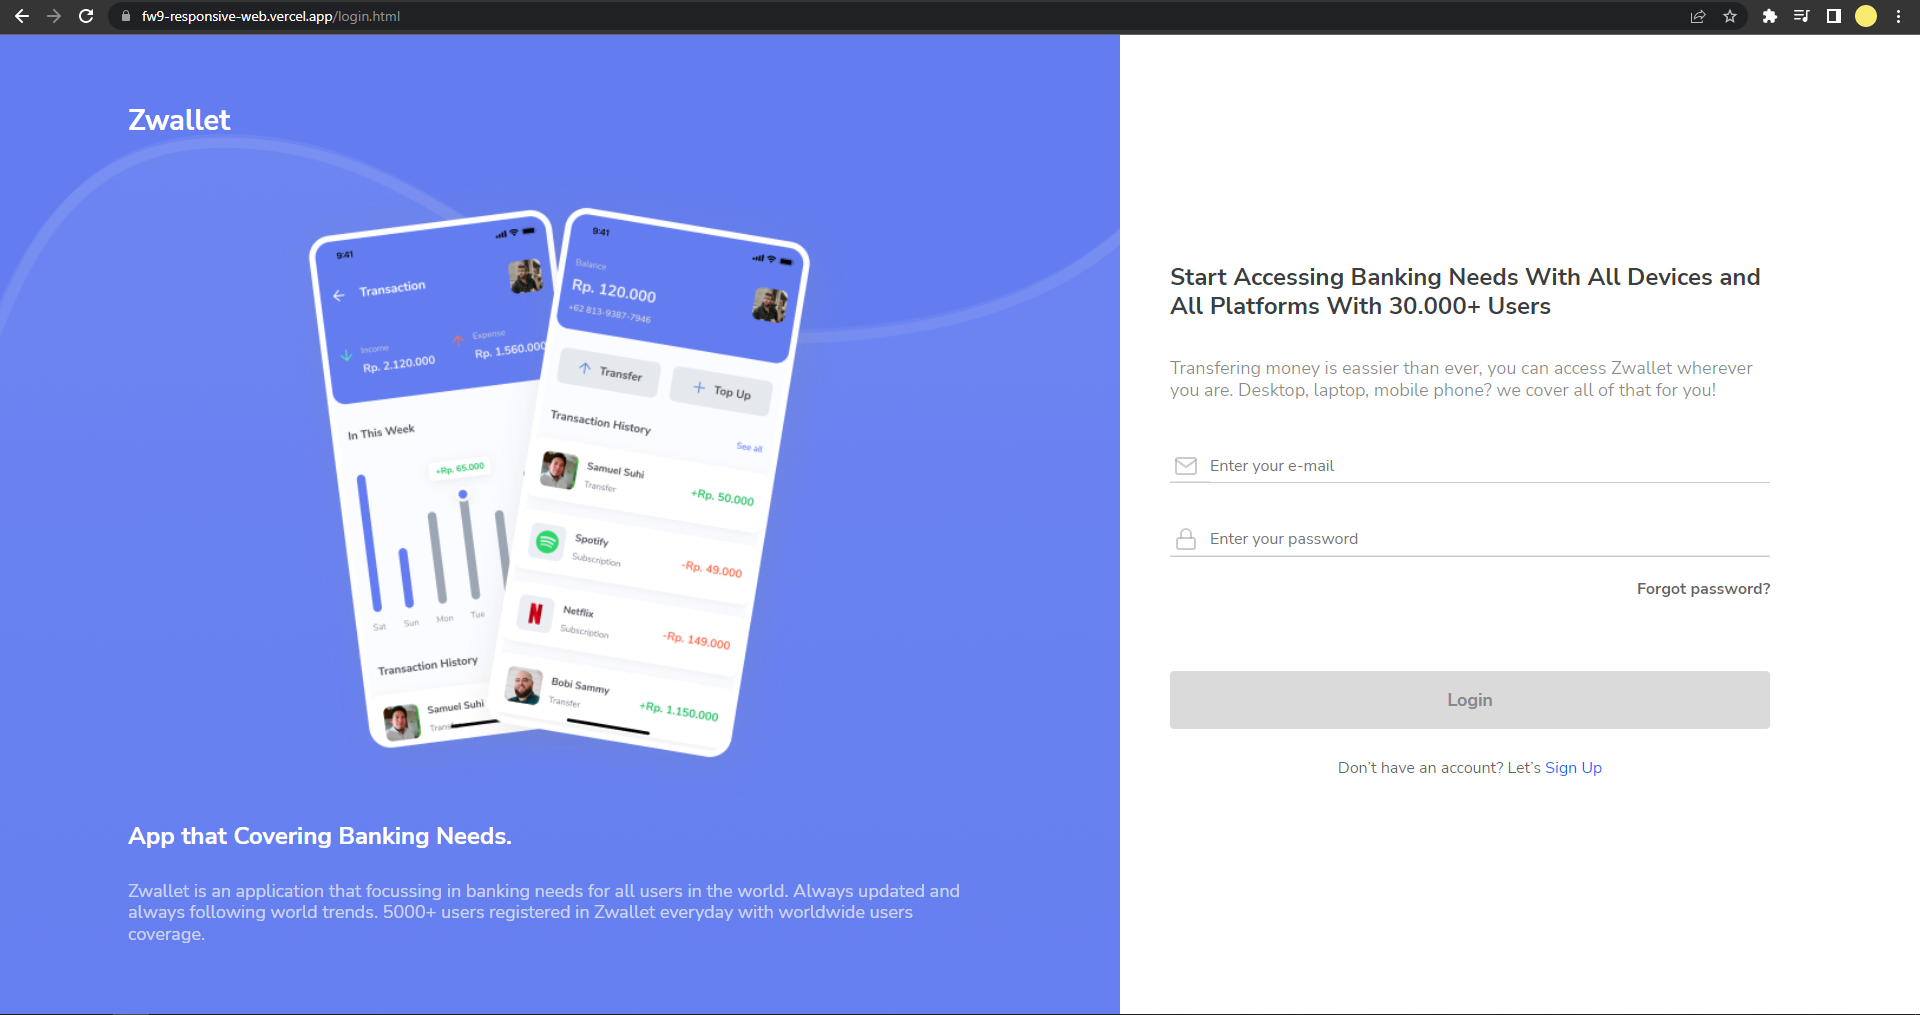 fw9-responsive-web.vercel.app/login.html
Zwallet
9:41
Transaction
Income
Rp. 2.120.000
Expense
Rp. 1.560.000
In This Week
+Rp. 65.000
Sat Sun Mon Tue
Transaction History
Samuel Suhi
Trans
9:41
Balance
Rp. 120.000
+62 813-9387-7946
Transfer
Top Up
Transaction History
See all
Samuel Suhi
Transfer
+Rp. 50.000
Spotify
Subscription
-Rp. 49.000
N
Netflix
Subscription
-Rp. 149.000
Bobi Sammy
Transfer
+Rp. 1.150.000
App that Covering Banking Needs.
Zwallet is an application that focussing in banking needs for all users in the world. Always updated and
always following world trends. 5000+ users registered in Zwallet everyday with worldwide users
coverage.
Start Accessing Banking Needs With All Devices and
All Platforms With 30.000+ Users
Transfering money is eassier than ever, you can access Zwallet wherever
you are. Desktop, laptop, mobile phone? we cover all of that for you!
Enter your e-mail
Enter your password
Forgot password?
Login
Don’t have an account? Let’s Sign Up